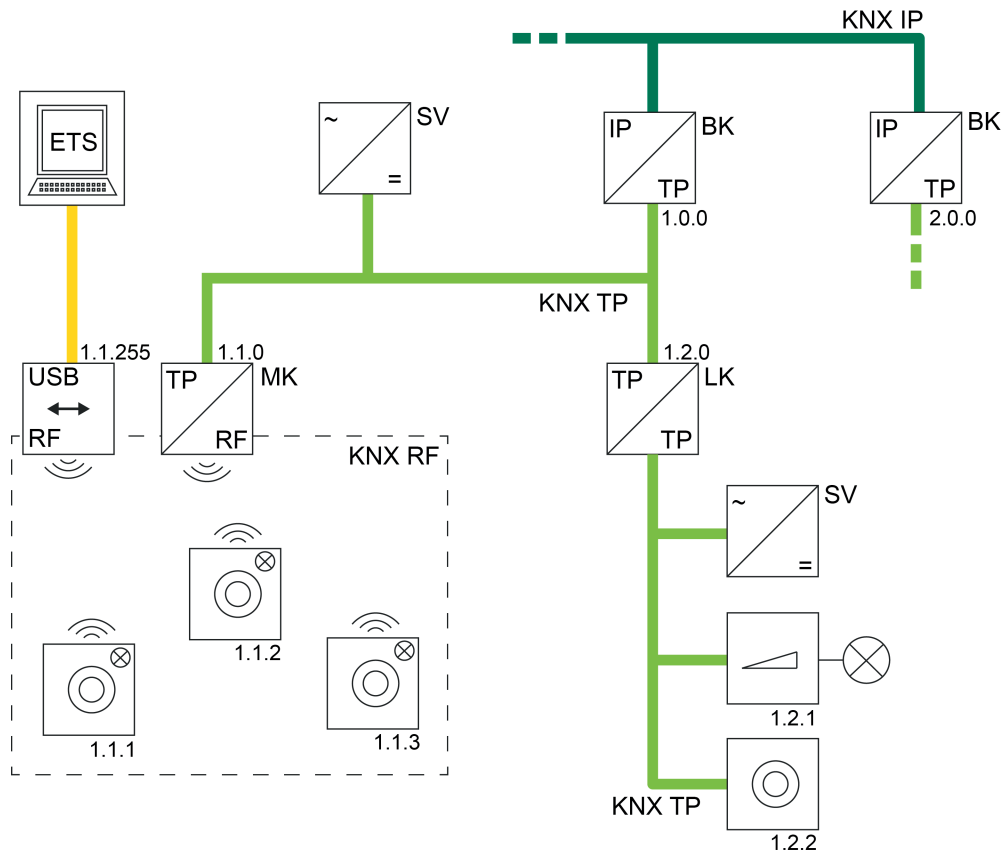 KNX IP
ETS
~
SV
=
IP
BK
TP
1.0.0
IP
BK
TP
2.0.0
KNX TP
1.1.255
USB
RF
1.1.0
TP
MK
RF
KNX RF
1.2.0
TP
LK
TP
~
SV
=
1.1.2
1.1.1
1.1.3
1.2.1
KNX TP
1.2.2